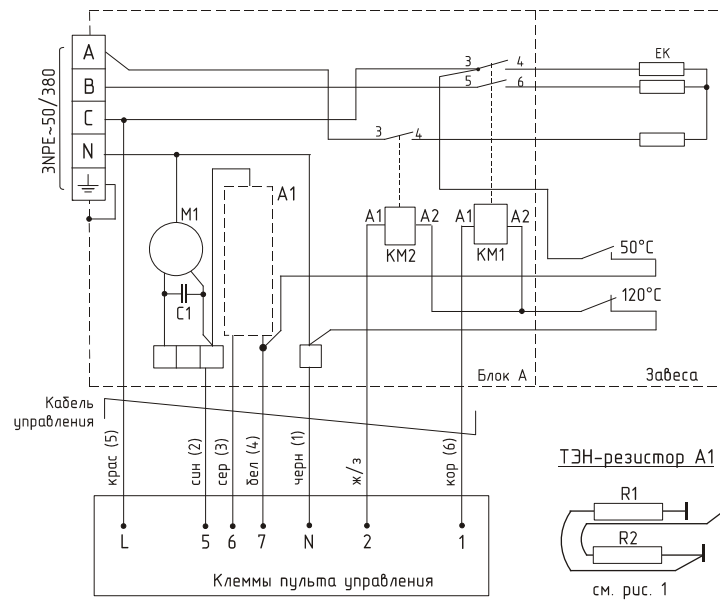 3NPE~50/380
A
B
C
N
3
4
5
6
EK
3
4
M1
C1
A1
A1
A2
KM2
A1
A2
KM1
50°C
120°C
Блок А
Завеса
Кабель
управления
крас (5)
син (2)
сер (3)
бел (4)
черн (1)
ж/з
кор (6)
L
5
6
7
N
2
1
Клеммы пульта управления
ТЭН-резистор А1
R1
R2
см. рис. 1